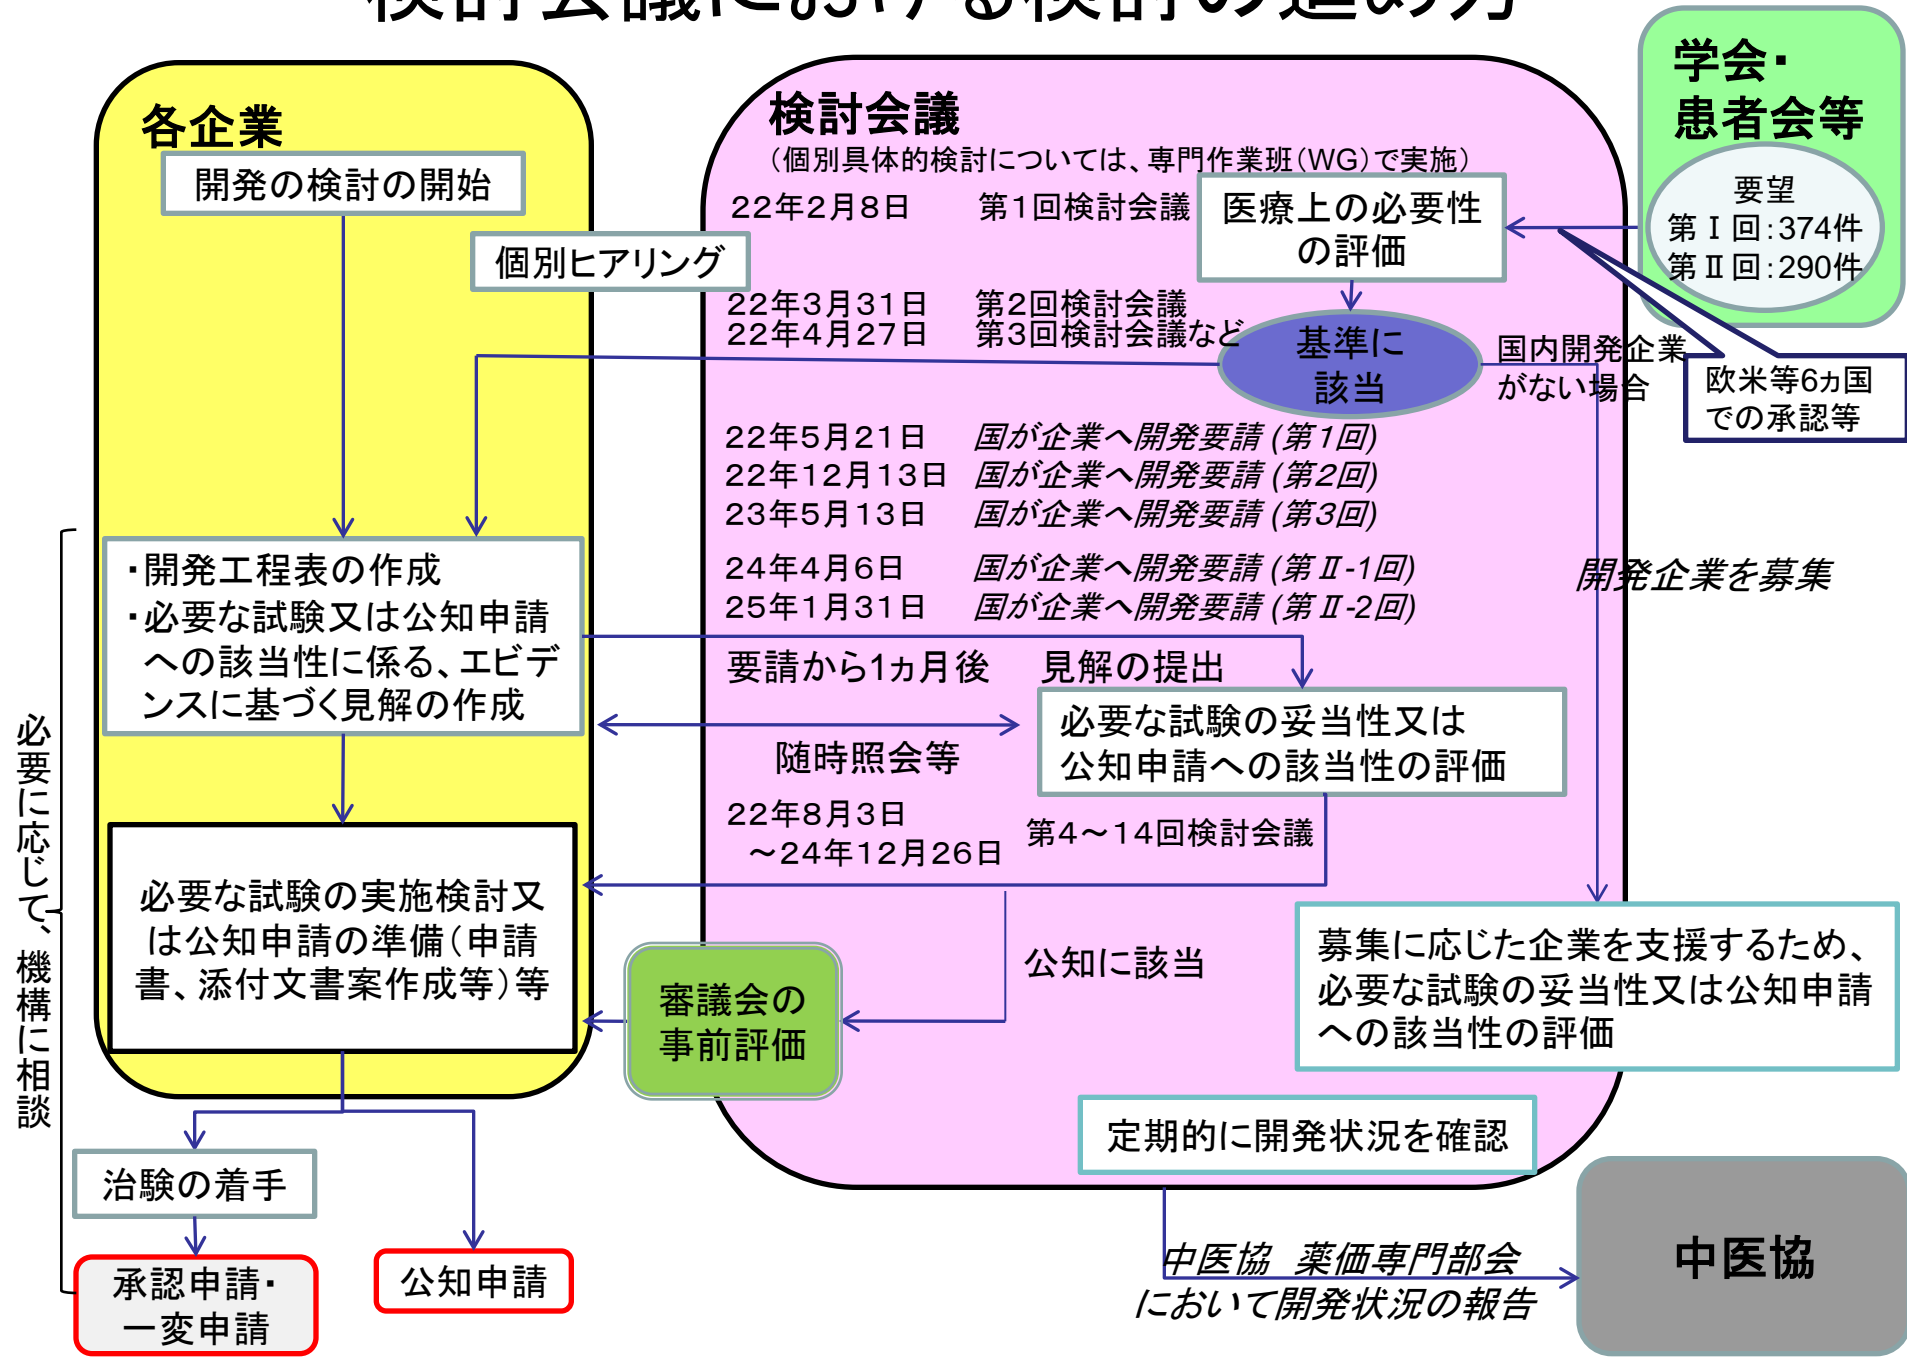 検討会議における検討の進め方
各企業
開発の検討の開始
個別ヒアリング
・開発工程表の作成
・必要な試験又は公知申請
への該当性に係る、エビデ
ンスに基づく見解の作成
必要な試験の実施検討又
は公知申請の準備(申請
書、添付文書案作成等)等
必要に応じて、機構に相談
治験の着手
承認申請・
一変申請
公知申請
検討会議
(個別具体的検討については、専門作業班(WG)で実施)
22年2月8日 第1回検討会議
医療上の必要性
の評価
22年3月31日 第2回検討会議
22年4月27日 第3回検討会議など
基準に
該当
国内開発企業
がない場合
22年5月21日 国が企業へ開発要請 (第1回)
22年12月13日 国が企業へ開発要請 (第2回)
23年5月13日 国が企業へ開発要請 (第3回)
24年4月6日 国が企業へ開発要請 (第Ⅱ-1回)
25年1月31日 国が企業へ開発要請 (第Ⅱ-2回)
開発企業を募集
要請から1ヵ月後 見解の提出
必要な試験の妥当性又は
公知申請への該当性の評価
随時照会等
22年8月3日
~24年12月26日
第4~14回検討会議
公知に該当
審議会の
事前評価
募集に応じた企業を支援するため、
必要な試験の妥当性又は公知申請
への該当性の評価
定期的に開発状況を確認
中医協 薬価専門部会
において開発状況の報告
中医協
学会・
患者会等
要望
第Ⅰ回:374件
第Ⅱ回:290件
欧米等6ヵ国
での承認等